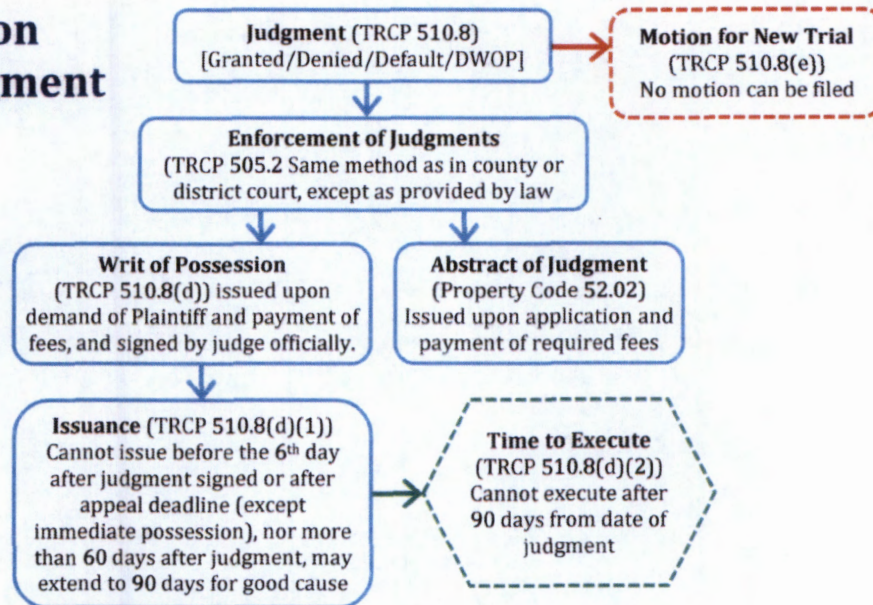 on
ment
Judgment (TRCP 510.8)
[Granted/Denied/Default/DWOP]
Motion for New Trial
(TRCP 510.8(e))
No motion can be filed
Enforcement of Judgments
(TRCP 505.2 Same method as in county or
district court, except as provided by law
Writ of Possession
(TRCP 510.8(d)) issued upon
demand of Plaintiff and payment of
fees, and signed by judge officially.
Abstract of Judgment
(Property Code 52.02)
Issued upon application and
payment of required fees
Issuance (TRCP 510.8(d)(1))
Cannot issue before the 6th day
after judgment signed or after
appeal deadline (except
immediate possession), nor more
than 60 days after judgment, may
extend to 90 days for good cause
Time to Execute
(TRCP 510.8(d)(2))
Cannot execute after
90 days from date of
judgment